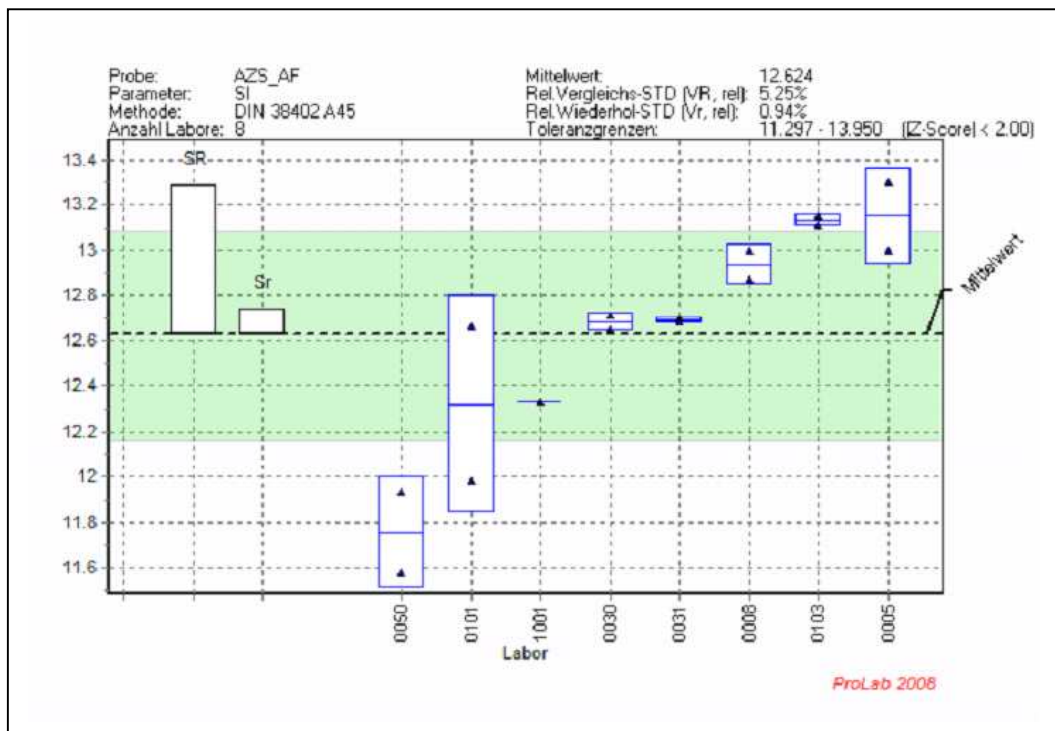 Probe: AZS_AF Mittelwert: 12.624
Parameter: SI Rel.Vergleichs-STD (VR, rel): 5.25%
Methode: DIN 38402 A45 Rel.Wiederhol-STD (Vr, rel): 0.94%
Anzahl Labore: 8 Toleranzgrenzen: 11.297 - 13.950 (|Z-Score| < 2.00)
SR
Sr
13.4
13.2
13
12.8
12.6
12.4
12.2
12
11.8
11.6
Mittelwert
0050 0101 1001 0030 0031 0008 0103 0005
Labor
ProLab 2008